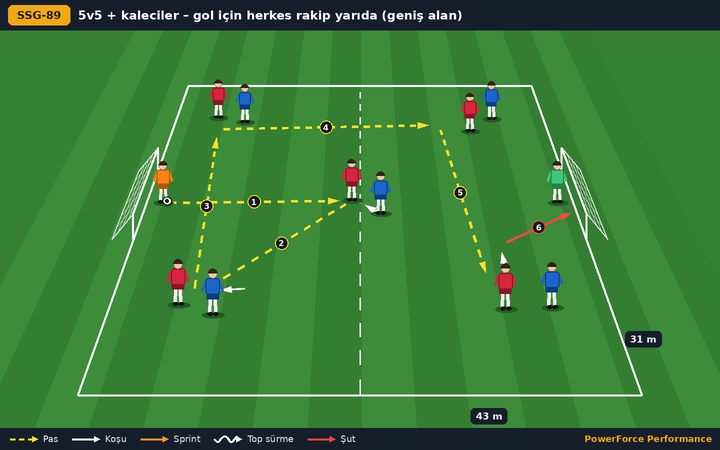 SSG-89 5v5 + kaleciler – gol için herkes rakip yarıda (geniş alan)
4
5
3
1
6
2
31 m
43 m
Pas Koşu Sprint Top sürme Şut PowerForce Performance